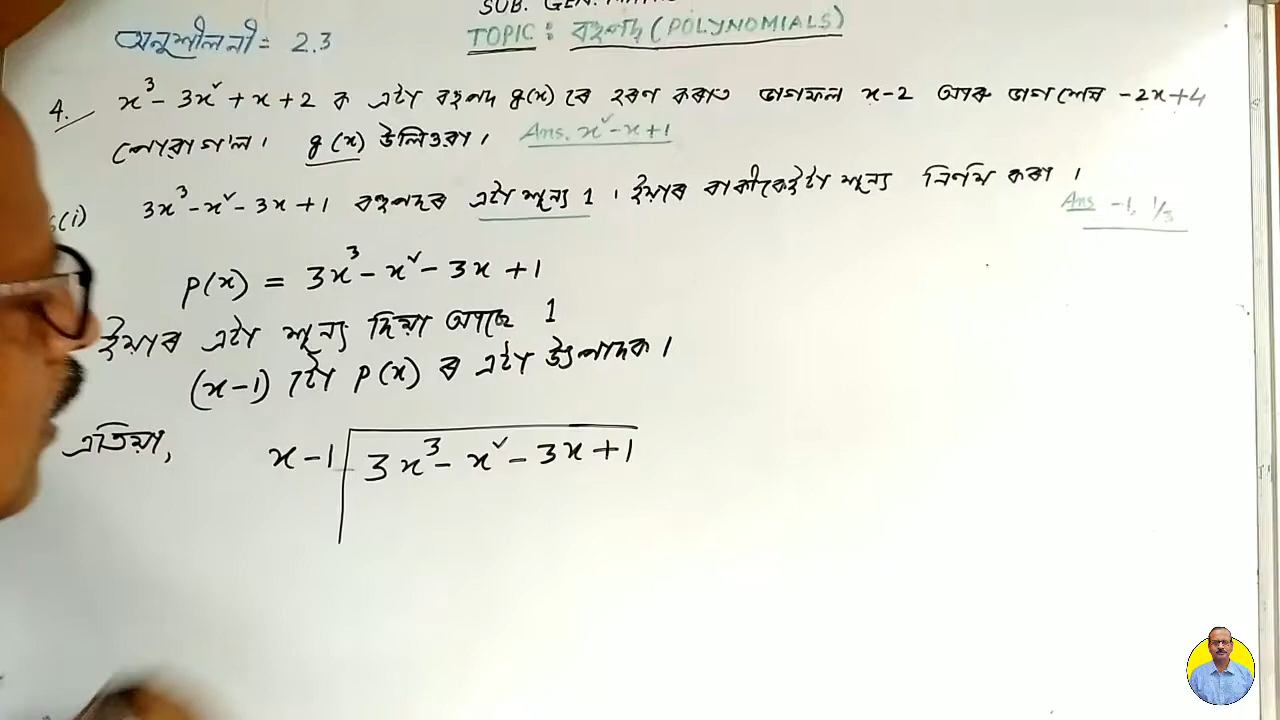 SUB. GEN.
অনুশীলনী: 2.3
TOPIC: বহুপদ (POLYNOMIALS)
4. x³ - 3x² + x + 2 ক এটা বহুপদ g(x) ৰে হৰণ কৰাত ভাগফল x-2 আৰু ভাগশেষ -2x+4
পোৱা গ'ল। g(x) উলিওৱা। Ans. x² - x + 1
(i) 3x³ - x² - 3x + 1 বহুপদৰ এটা শূন্য 1। ইয়াৰ বাকীকেইটা শূন্য নিৰ্ণয় কৰা।
Ans -1, 1/3
p(x) = 3x³ - x² - 3x + 1
ইয়াৰ এটা শূন্য দিয়া আছে 1
(x-1) টো p(x) ৰ এটা উৎপাদক।
এতিয়া, x-1 3x³ - x² - 3x + 1